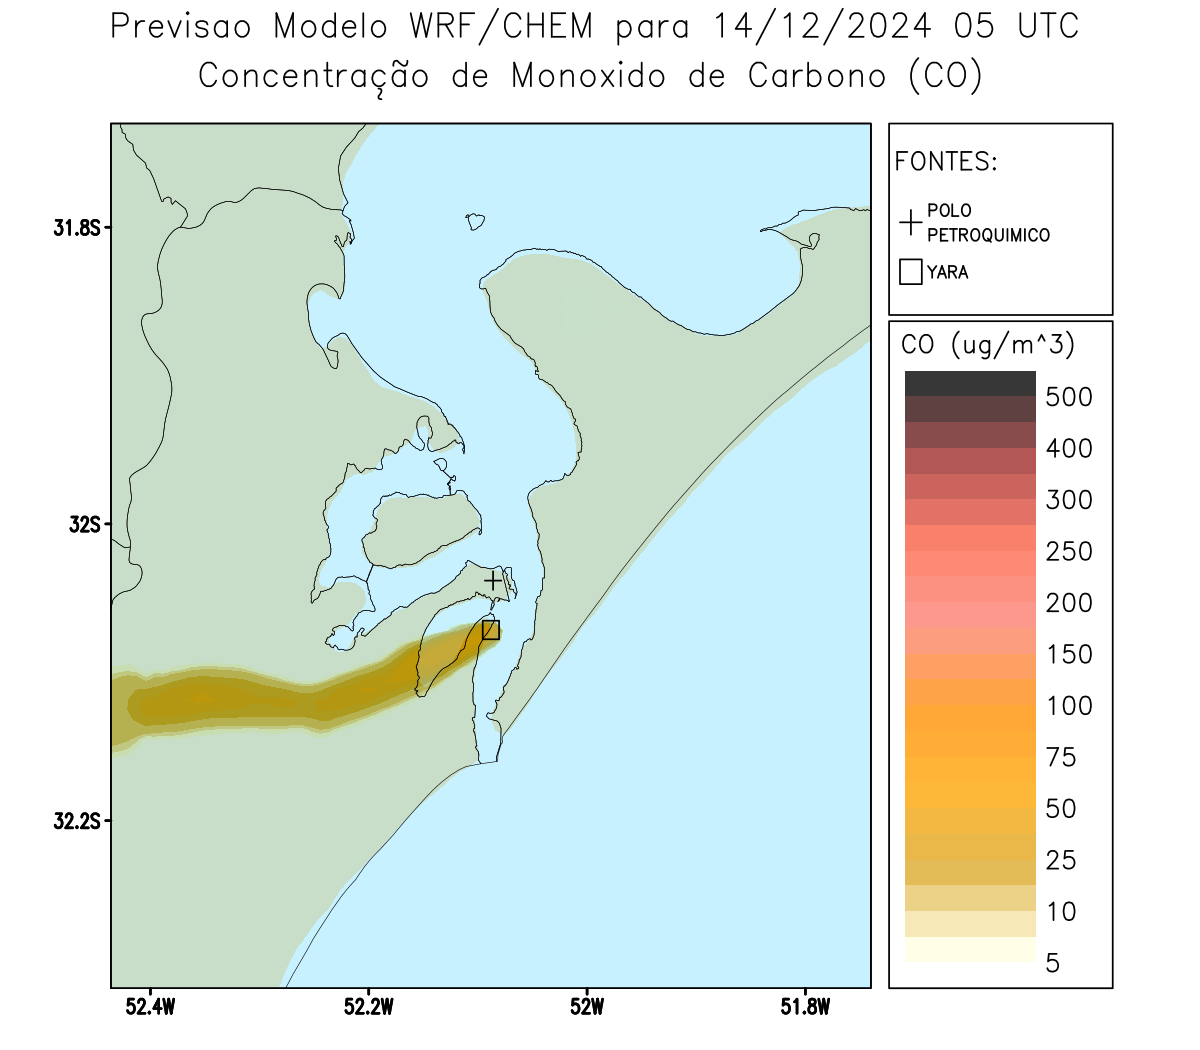 Previsao Modelo WRF/CHEM para 14/12/2024 05 UTC
Concentração de Monoxido de Carbono (CO)
FONTES:
POLO
PETROQUIMICO
YARA
CO (ug/m^3)
500
400
300
250
200
150
100
75
50
25
10
5
31.8S
32S
32.2S
52.4W
52.2W
52W
51.8W